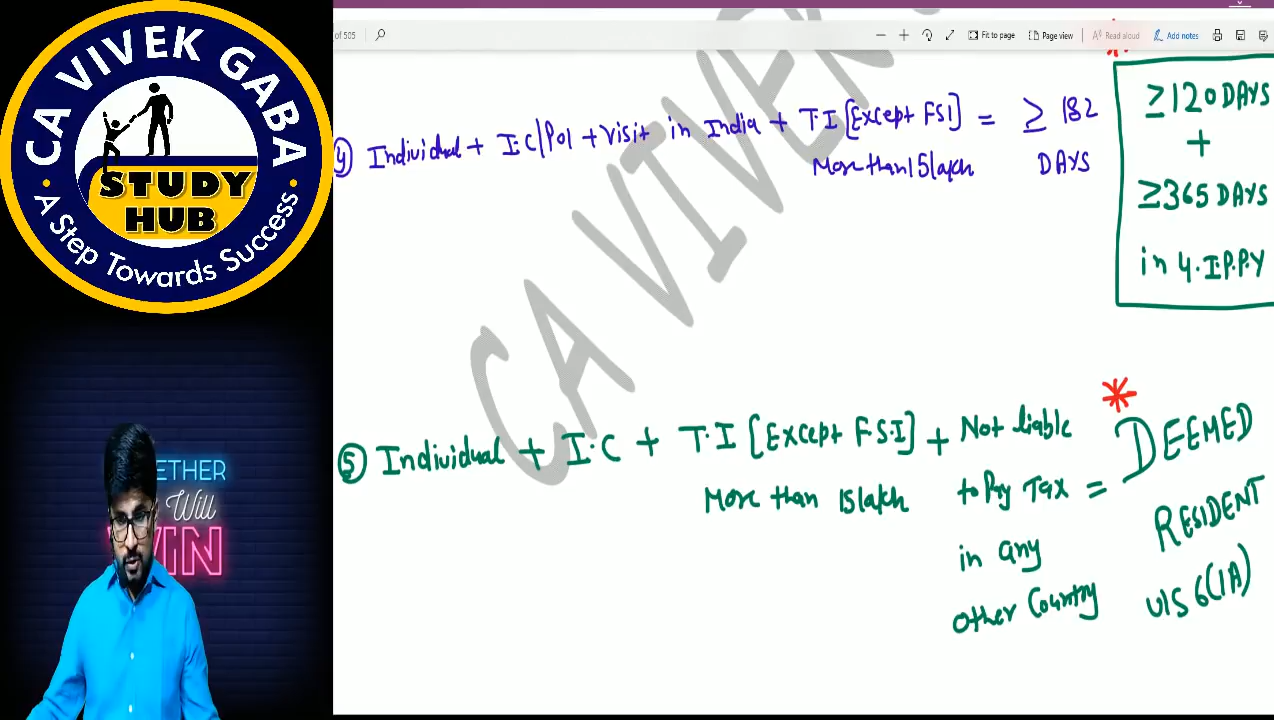 CA VIVEK GABA
STUDY
HUB
• A Step Towards Success •
ETHER
Will
WIN
of 505
Fit to page
Page view
Read aloud
Add notes
CA VIVEK
④ Individual + I.C/POI + Visit in India + T.I [Except FSI] = ≥ 182
More than 15 lakh DAYS
*
≥120 DAYS
+
≥365 DAYS
in 4.I.P.P.Y
⑤ Individual + I.C + T.I [Except F.S.I] + Not liable
More than 15 lakh to Pay Tax =
in any
other Country
*
DEEMED
RESIDENT
U/S 6(1A)